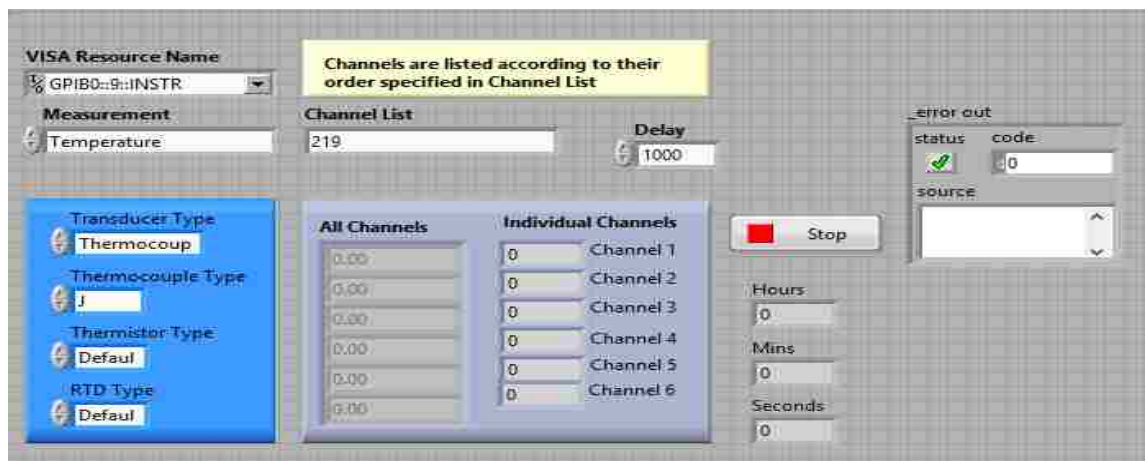 VISA Resource Name
GPIB0::9::INSTR
Channels are listed according to their
order specified in Channel List
Measurement
Temperature
Channel List
219
Delay
1000
_error out
status
code
0
source
Transducer Type
Thermocoup
Thermocouple Type
J
Thermistor Type
Defaul
RTD Type
Defaul
All Channels
0.00
0.00
0.00
0.00
0.00
0.00
Individual Channels
0 Channel 1
0 Channel 2
0 Channel 3
0 Channel 4
0 Channel 5
0 Channel 6
Stop
Hours
0
Mins
0
Seconds
0